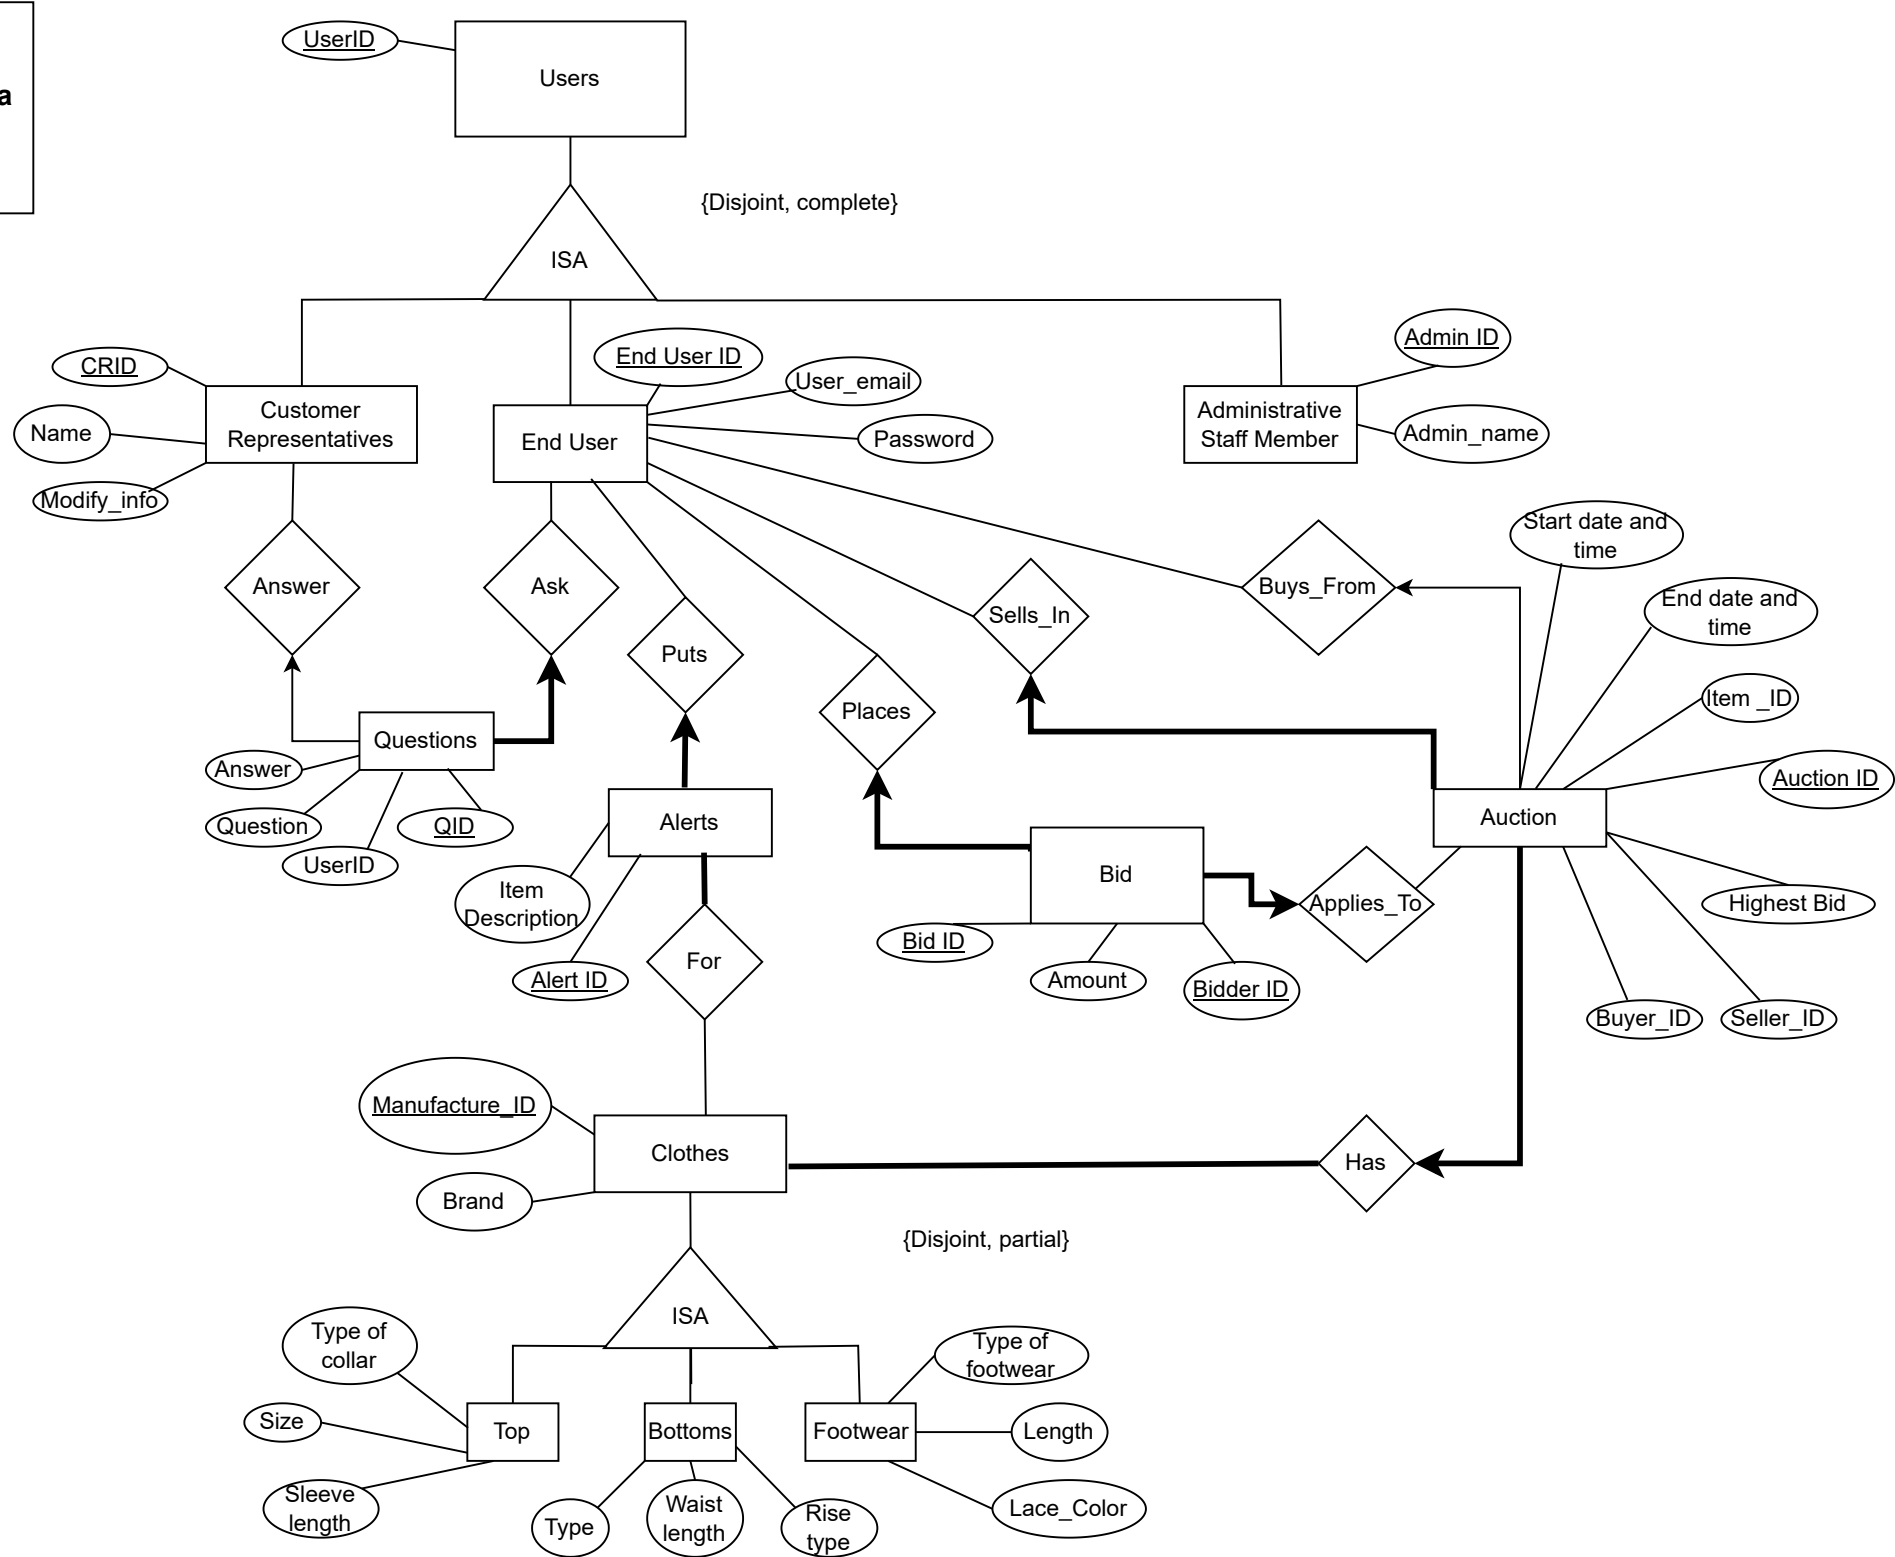 UserID
Users
a
{Disjoint, complete}
ISA
CRID
Name
Modify_info
Customer
Representatives
End User ID
User_email
Password
End User
Admin ID
Admin_name
Administrative
Staff Member
Answer
Ask
Puts
Places
Sells_In
Buys_From
Start date and
time
End date and
time
Item _ID
Auction ID
Questions
Answer
Question
UserID
QID
Alerts
Item
Description
Alert ID
For
Bid
Bid ID
Amount
Bidder ID
Applies_To
Auction
Highest Bid
Buyer_ID
Seller_ID
Manufacture_ID
Brand
Clothes
Has
{Disjoint, partial}
ISA
Type of
collar
Size
Sleeve
length
Top
Bottoms
Type
Waist
length
Rise
type
Footwear
Type of
footwear
Length
Lace_Color